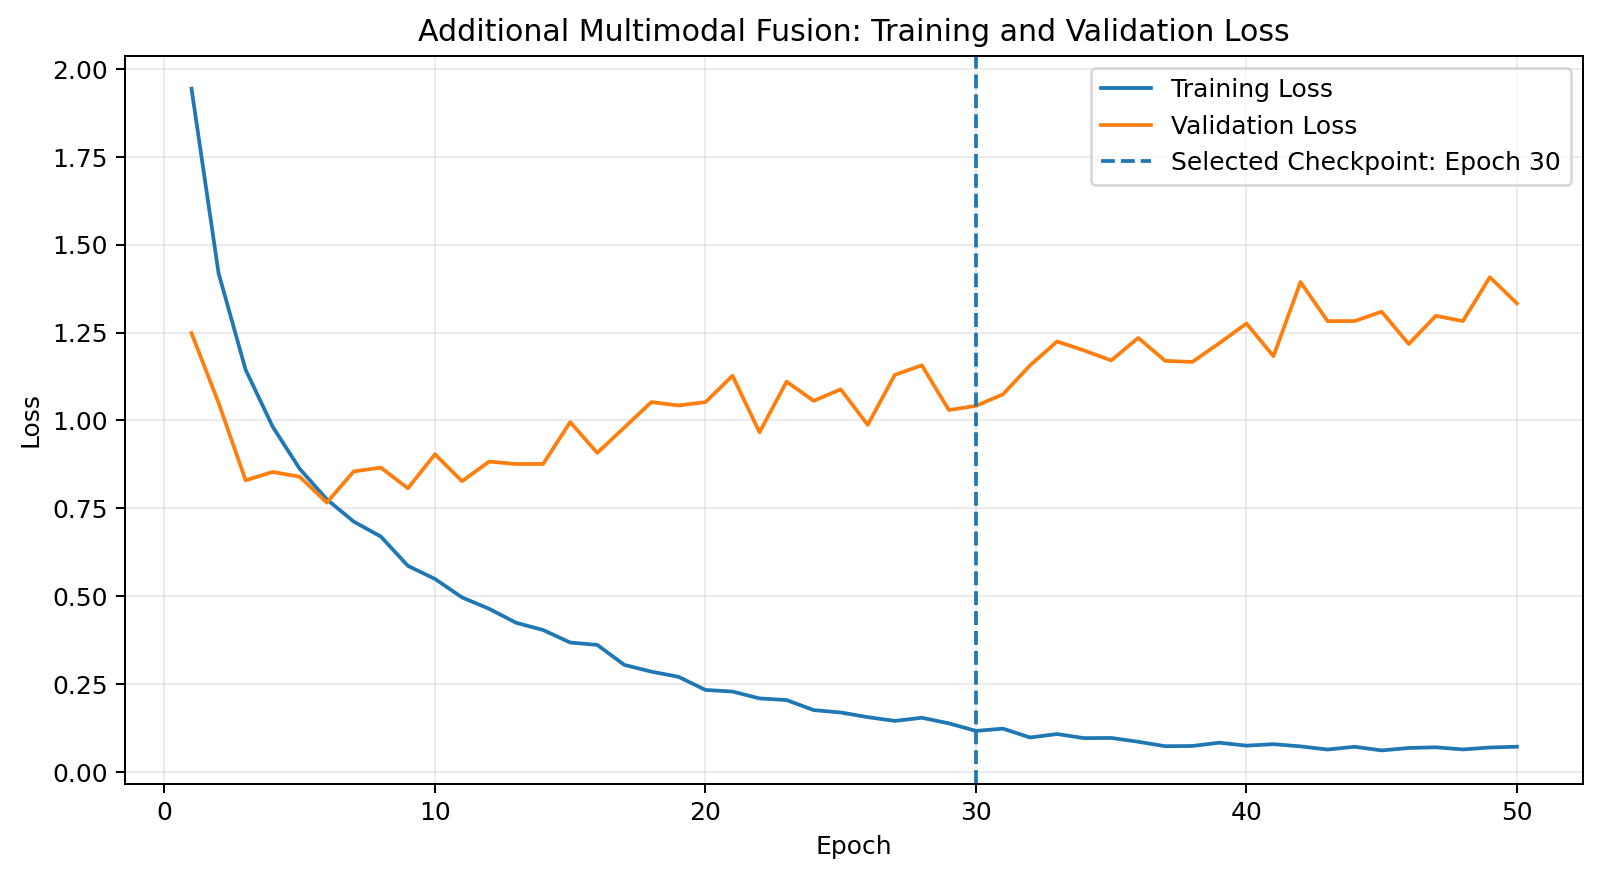 Additional Multimodal Fusion: Training and Validation Loss
Training Loss
Validation Loss
Selected Checkpoint: Epoch 30
2.00
1.75
1.50
1.25
1.00
0.75
0.50
0.25
0.00
Loss
0 10 20 30 40 50
Epoch